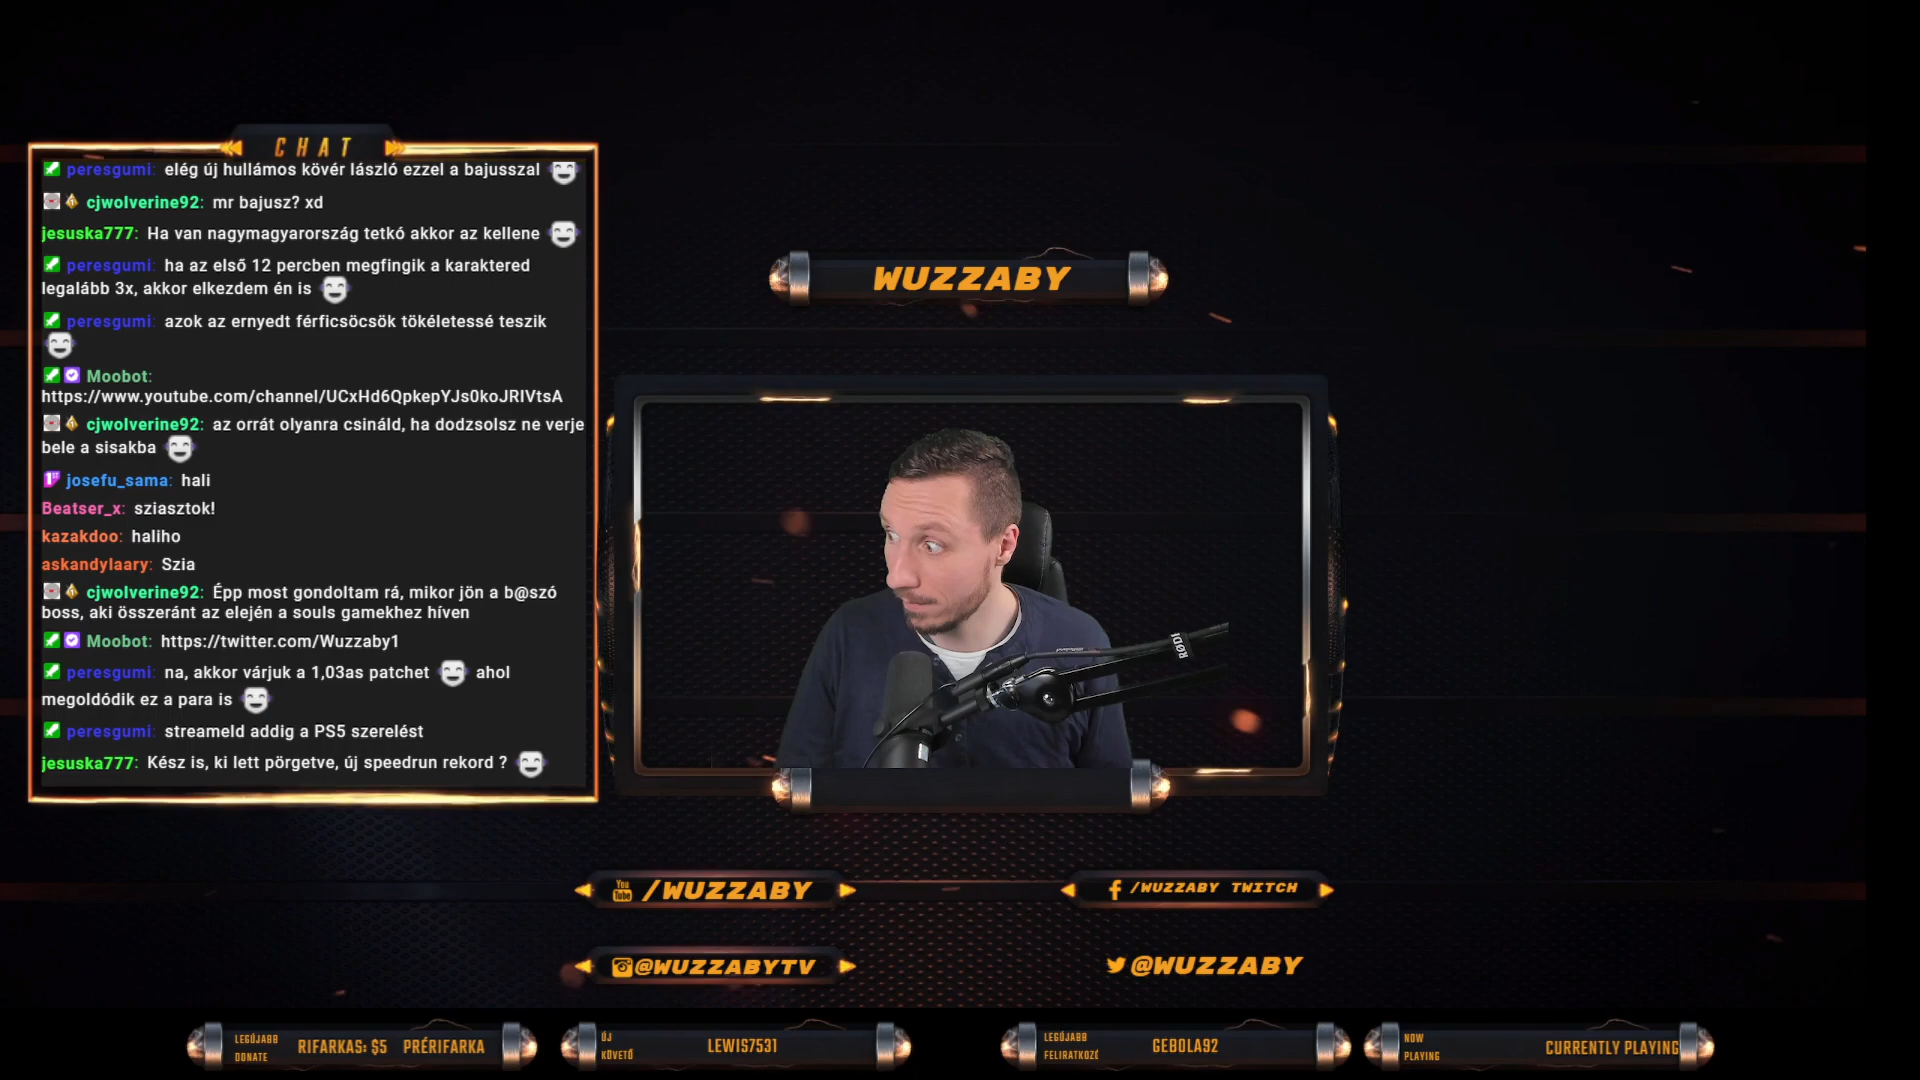 CHAT
peresgumi: elég új hullámos kövér lászló ezzel a bajusszal
cjwolverine92: mr bajusz? xd
jesuska777: Ha van nagymagyarország tetkó akkor az kellene
peresgumi: ha az első 12 percben megfingik a karaktered
legalább 3x, akkor elkezdem én is
peresgumi: azok az ernyedt férficsöcsök tökéletessé teszik
Moobot:
https://www.youtube.com/channel/UCxHd6QpkepYJs0koJRIVtsA
cjwolverine92: az orrát olyanra csináld, ha dodzsolsz ne verje
bele a sisakba
josefu_sama: hali
Beatser_x: sziasztok!
kazakdoo: haliho
askandylaary: Szia
cjwolverine92: Épp most gondoltam rá, mikor jön a b@szó
boss, aki összeránt az elején a souls gamekhez híven
Moobot: https://twitter.com/Wuzzaby1
peresgumi: na, akkor várjuk a 1,03as patchet ahol
megoldódik ez a para is
peresgumi: streameld addig a PS5 szerelést
jesuska777: Kész is, ki lett pörgetve, új speedrun rekord ?
WUZZABY
RØDE
You
Tube
/WUZZABY
/WUZZABY TWITCH
@WUZZABYTV
@WUZZABY
LEGÚJABB
DONATE
RIFARKAS: $5 PRÉRIFARKA
ÚJ
KÖVETŐ
LEWIS7531
LEGÚJABB
FELIRATKOZÓ
GEBOLA92
NOW
PLAYING
CURRENTLY PLAYING